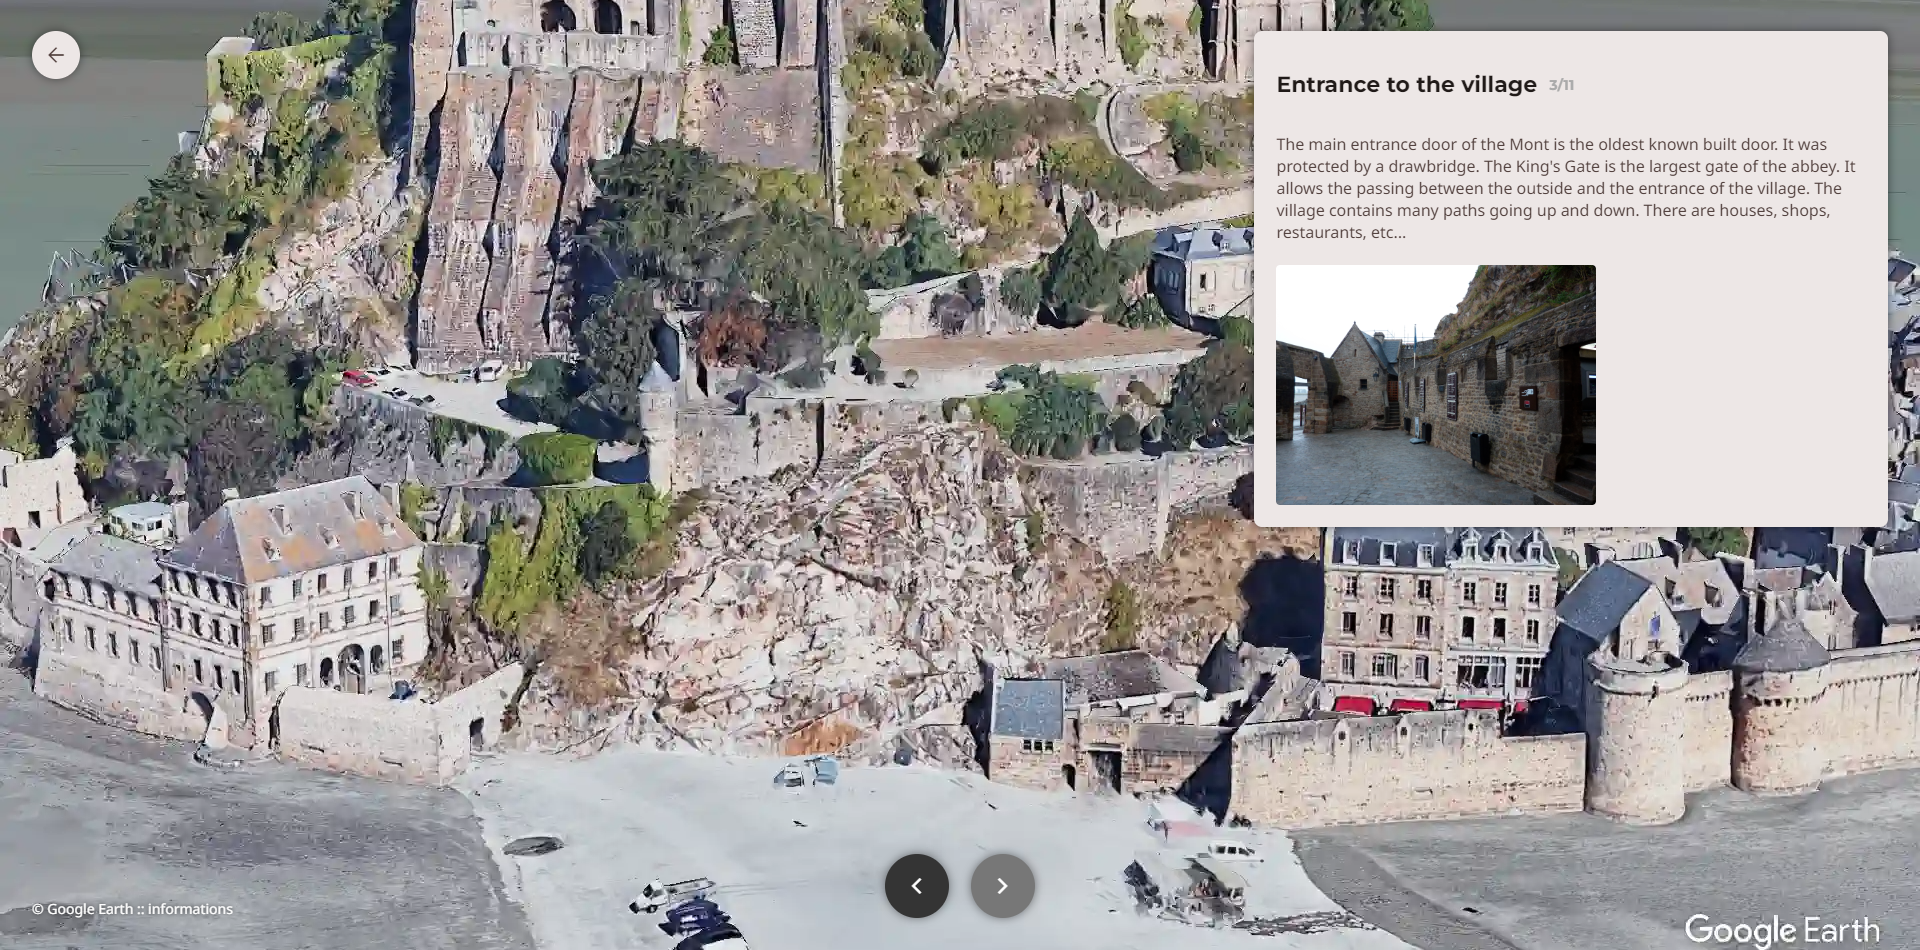 Entrance to the village 3/11
The main entrance door of the Mont is the oldest known built door. It was
protected by a drawbridge. The King's Gate is the largest gate of the abbey. It
allows the passing between the outside and the entrance of the village. The
village contains many paths going up and down. There are houses, shops,
restaurants, etc...
© Google Earth :: informations
Google Earth